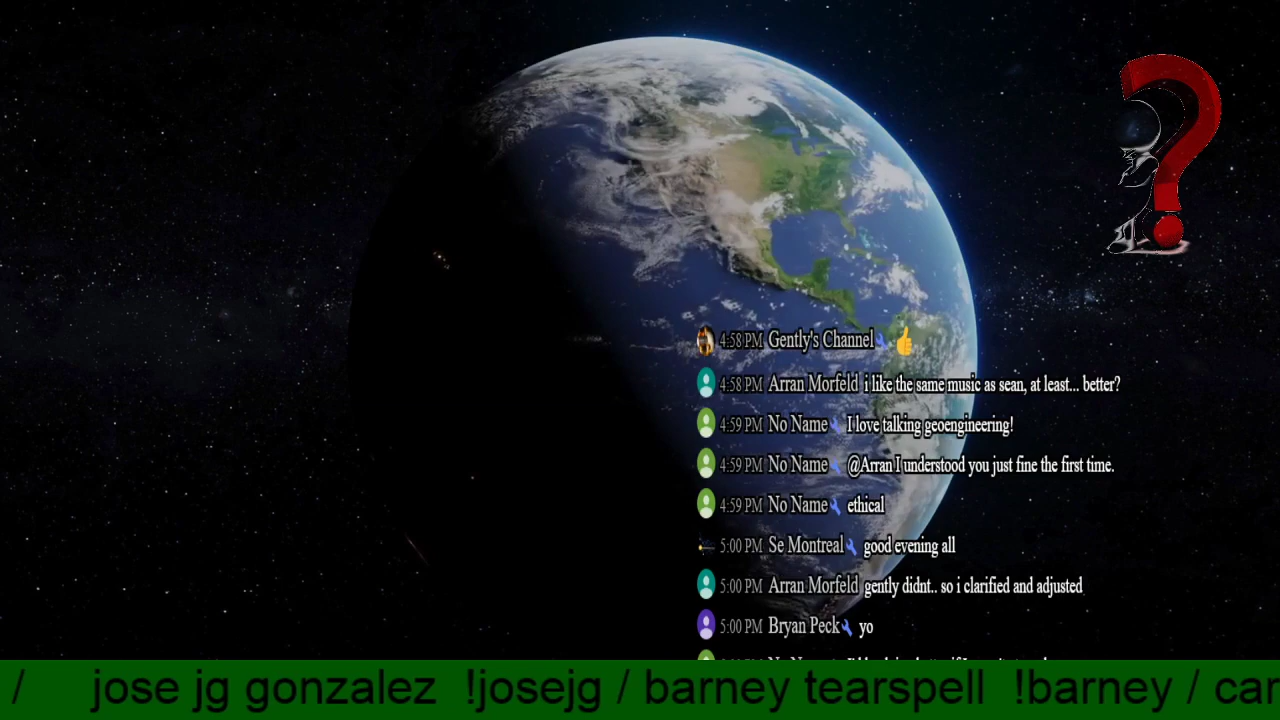 4:58 PM Gently's Channel 👍
4:58 PM Arran Morfeld i like the same music as sean, at least... better?
4:59 PM No Name I love talking geoengineering!
4:59 PM No Name @Arran I understood you just fine the first time.
4:59 PM No Name ethical
5:00 PM Se Montreal good evening all
5:00 PM Arran Morfeld gently didnt.. so i clarified and adjusted
5:00 PM Bryan Peck yo
/ jose jg gonzalez !josejg / barney tearspell !barney / car